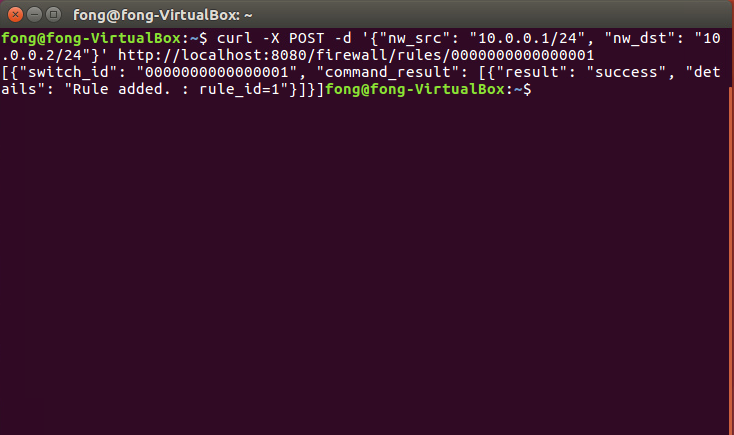 fong@fong-VirtualBox: ~
fong@fong-VirtualBox:~$ curl -X POST -d '{"nw_src": "10.0.0.1/24", "nw_dst": "10
.0.0.2/24"}' http://localhost:8080/firewall/rules/0000000000000001
[{"switch_id": "0000000000000001", "command_result": [{"result": "success", "det
ails": "Rule added. : rule_id=1"}]}]fong@fong-VirtualBox:~$